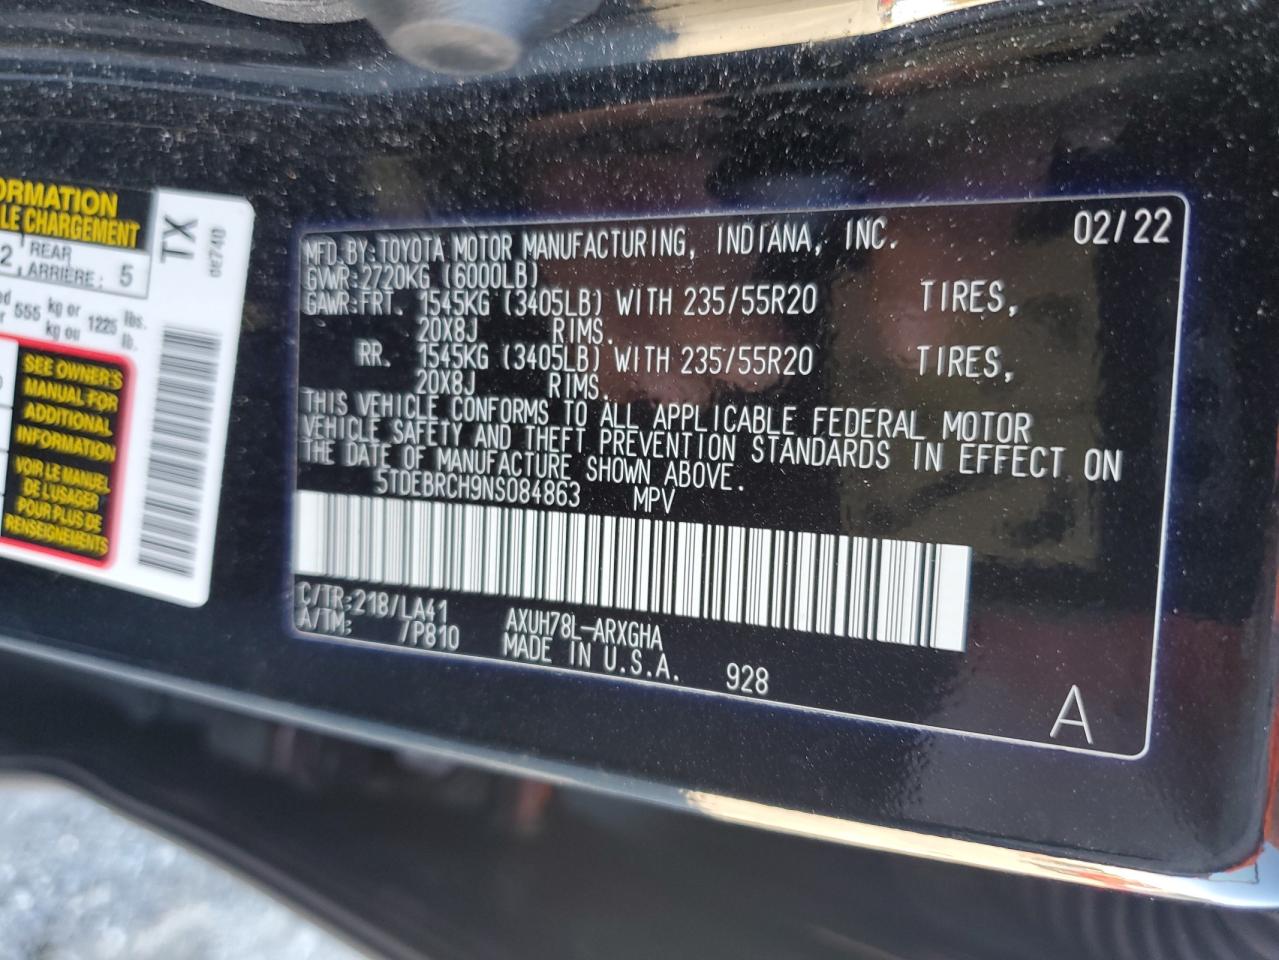 ORMATION
LE CHARGEMENT
2, REAR
ARRIÈRE: 5
555 kg or 1225 lbs.
kg ou lb.
TX
0E740
SEE OWNER'S
MANUAL FOR
ADDITIONAL
INFORMATION
VOIR LE MANUEL
DE L'USAGER
POUR PLUS DE
RENSEIGNEMENTS
MFD.BY:TOYOTA MOTOR MANUFACTURING, INDIANA, INC. 02/22
GVWR:2720KG (6000LB)
GAWR:FRT. 1545KG (3405LB) WITH 235/55R20 TIRES,
20X8J RIMS.
RR. 1545KG (3405LB) WITH 235/55R20 TIRES,
20X8J RIMS.
THIS VEHICLE CONFORMS TO ALL APPLICABLE FEDERAL MOTOR
VEHICLE SAFETY AND THEFT PREVENTION STANDARDS IN EFFECT ON
THE DATE OF MANUFACTURE SHOWN ABOVE.
5TDEBRCH9NS084863 MPV
C/TR:218/LA41 AXUH78L-ARXGHA
A/TM: /P810 MADE IN U.S.A. 928
A